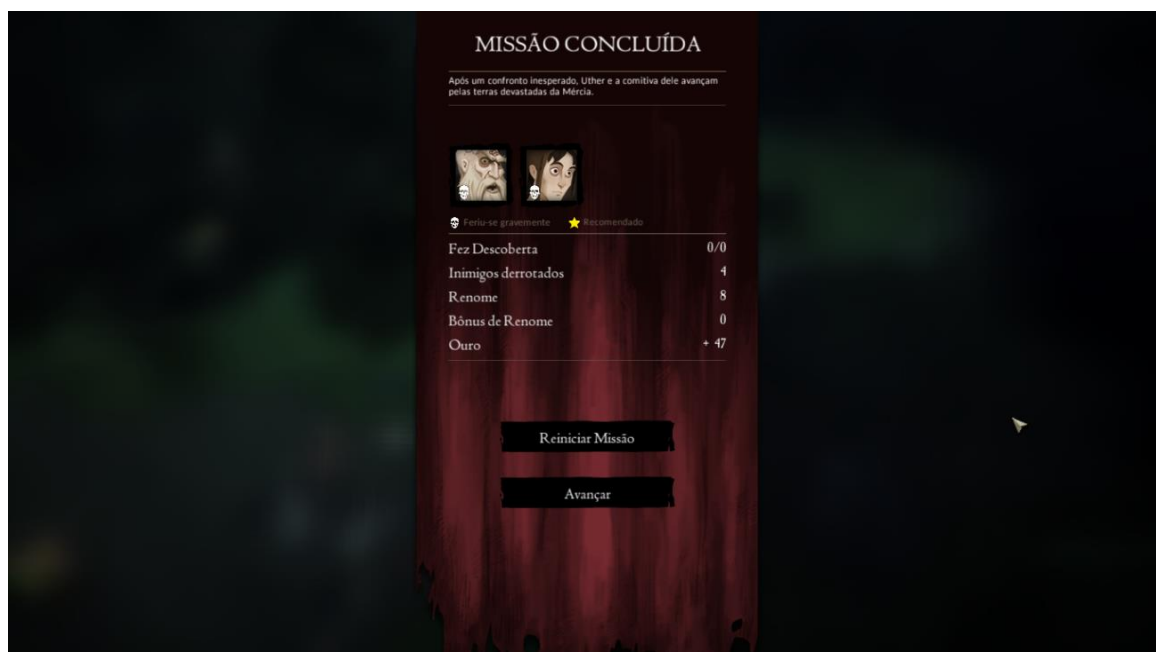 MISSÃO CONCLUÍDA
Após um confronto inesperado, Uther e a comitiva dele avançam
pelas terras devastadas da Mércia.
Feriu-se gravemente Recomendado
Fez Descoberta 0/0
Inimigos derrotados 4
Renome 8
Bônus de Renome 0
Ouro + 47
Reiniciar Missão
Avançar